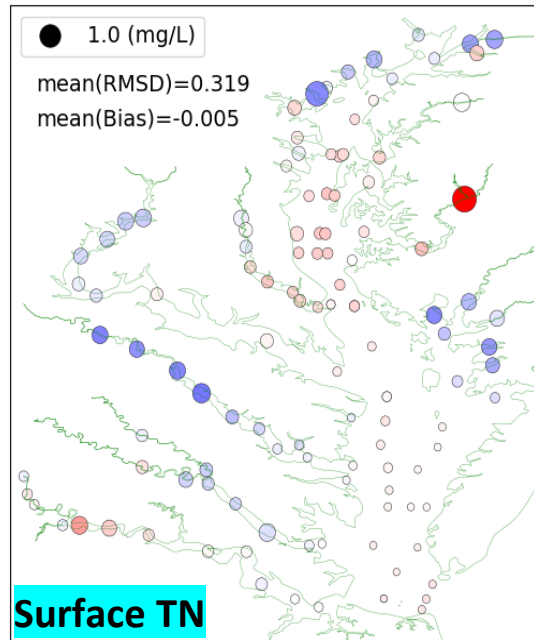 1.0 (mg/L)
mean(RMSD)=0.319
mean(Bias)=-0.005
Surface TN